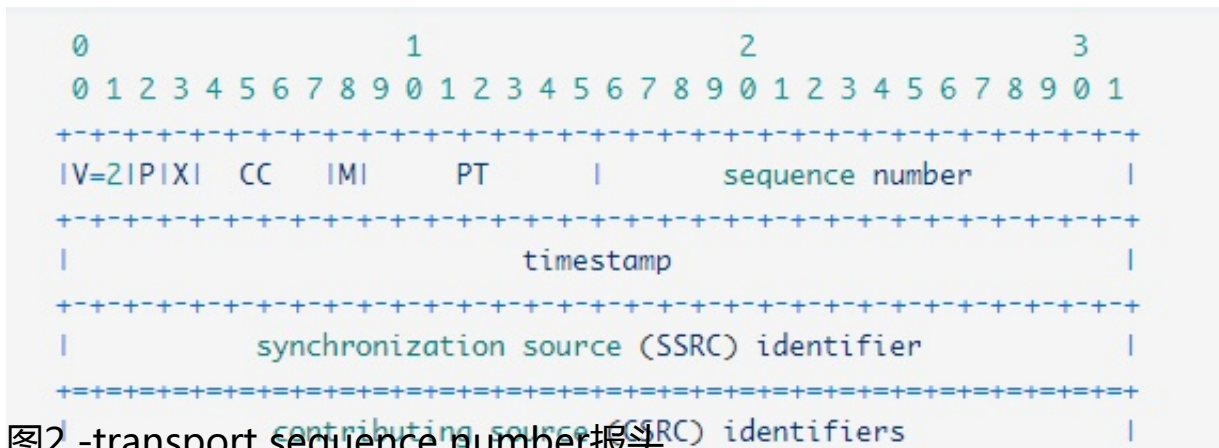 0 1 2 3
0 1 2 3 4 5 6 7 8 9 0 1 2 3 4 5 6 7 8 9 0 1 2 3 4 5 6 7 8 9 0 1
+-+-+-+-+-+-+-+-+-+-+-+-+-+-+-+-+-+-+-+-+-+-+-+-+-+-+-+-+-+-+-+-+
|V=2|P|X| CC |M| PT | sequence number |
+-+-+-+-+-+-+-+-+-+-+-+-+-+-+-+-+-+-+-+-+-+-+-+-+-+-+-+-+-+-+-+-+
| timestamp |
+-+-+-+-+-+-+-+-+-+-+-+-+-+-+-+-+-+-+-+-+-+-+-+-+-+-+-+-+-+-+-+-+
| synchronization source (SSRC) identifier |
+=+=+=+=+=+=+=+=+=+=+=+=+=+=+=+=+=+=+=+=+=+=+=+=+=+=+=+=+=+=+=+=+
| contributing source (CSRC) identifiers |
图2 -transport sequence number报头